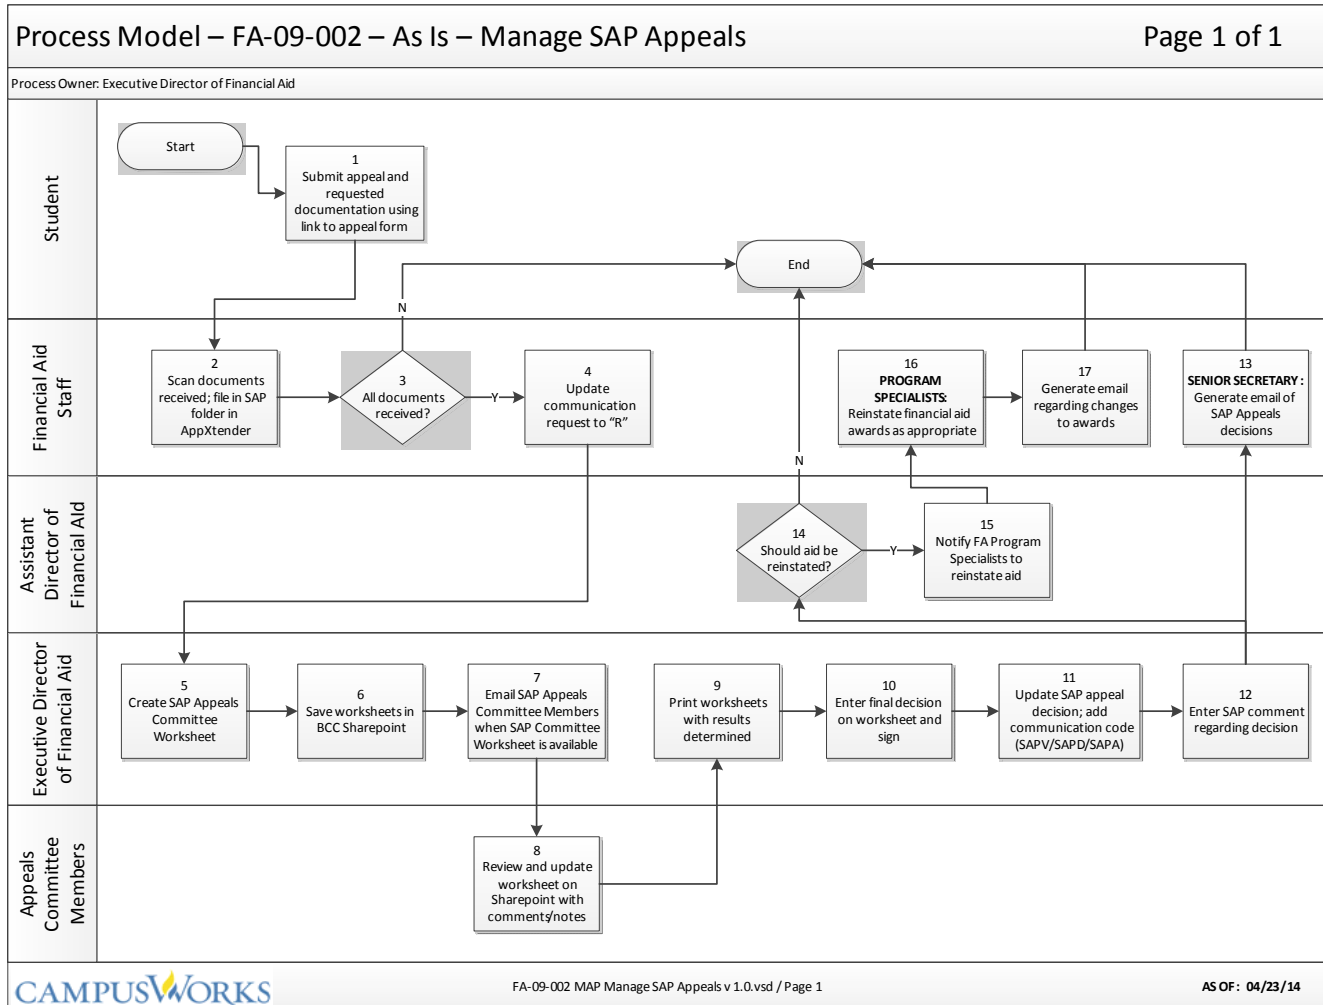 Process Model – FA-09-002 – As Is – Manage SAP Appeals
Page 1 of 1
Process Owner: Executive Director of Financial Aid
Student
Start
1
Submit appeal and
requested
documentation using
link to appeal form
End
N
Financial Aid
Staff
2
Scan documents
received; file in SAP
folder in
AppXtender
3
All documents
received?
Y
4
Update
communication
request to “R”
16
PROGRAM
SPECIALISTS:
Reinstate financial aid
awards as appropriate
17
Generate email
regarding changes
to awards
13
SENIOR SECRETARY :
Generate email of
SAP Appeals
decisions
N
Assistant
Director of
Financial AId
14
Should aid be
reinstated?
Y
15
Notify FA Program
Specialists to
reinstate aid
Executive Director
of Financial Aid
5
Create SAP Appeals
Committee
Worksheet
6
Save worksheets in
BCC Sharepoint
7
Email SAP Appeals
Committee Members
when SAP Committee
Worksheet is available
9
Print worksheets
with results
determined
10
Enter final decision
on worksheet and
sign
11
Update SAP appeal
decision; add
communication code
(SAPV/SAPD/SAPA)
12
Enter SAP comment
regarding decision
Appeals
Committee
Members
8
Review and update
worksheet on
Sharepoint with
comments/notes
CAMPUSWORKS
FA-09-002 MAP Manage SAP Appeals v 1.0.vsd / Page 1
AS OF: 04/23/14